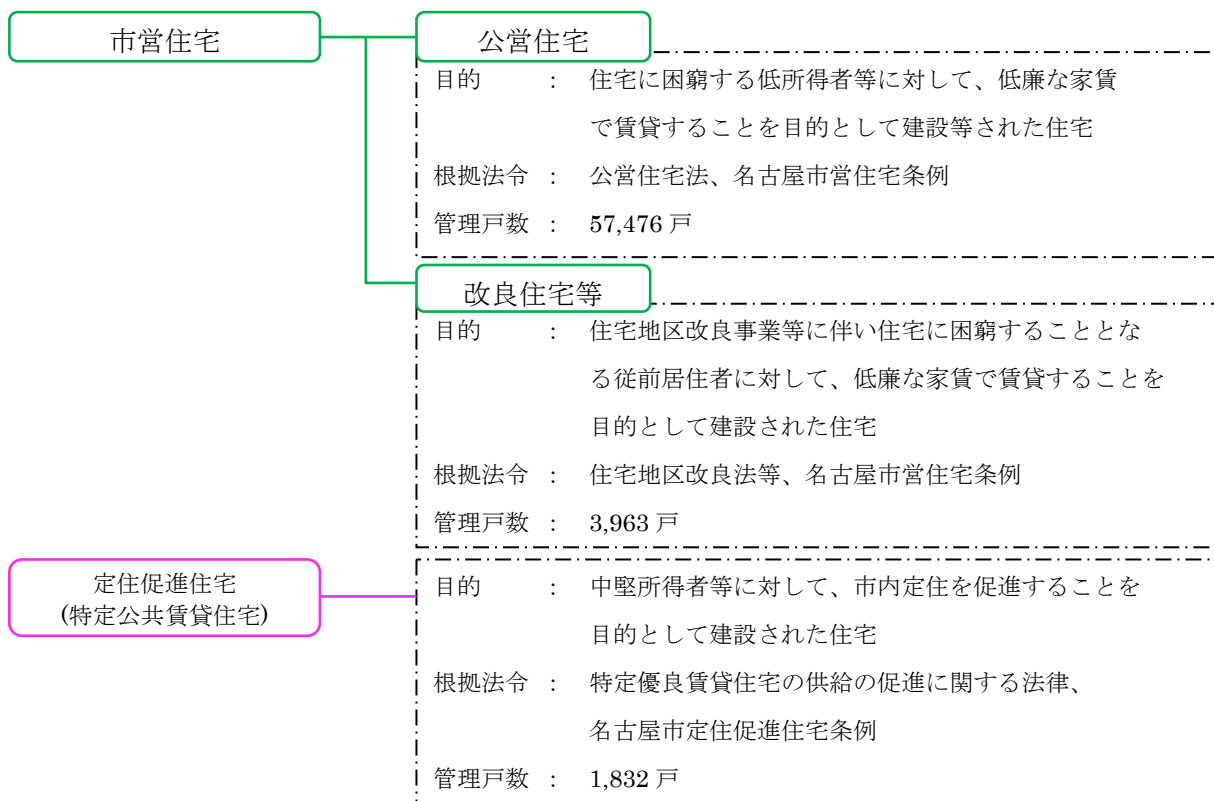 市営住宅
公営住宅
目的 : 住宅に困窮する低所得者等に対して、低廉な家賃
で賃貸することを目的として建設等された住宅
根拠法令 : 公営住宅法、名古屋市営住宅条例
管理戸数 : 57,476 戸
改良住宅等
目的 : 住宅地区改良事業等に伴い住宅に困窮することとな
る従前居住者に対して、低廉な家賃で賃貸することを
目的として建設された住宅
根拠法令 : 住宅地区改良法等、名古屋市営住宅条例
管理戸数 : 3,963 戸
定住促進住宅
(特定公共賃貸住宅)
目的 : 中堅所得者等に対して、市内定住を促進することを
目的として建設された住宅
根拠法令 : 特定優良賃貸住宅の供給の促進に関する法律、
名古屋市定住促進住宅条例
管理戸数 : 1,832 戸